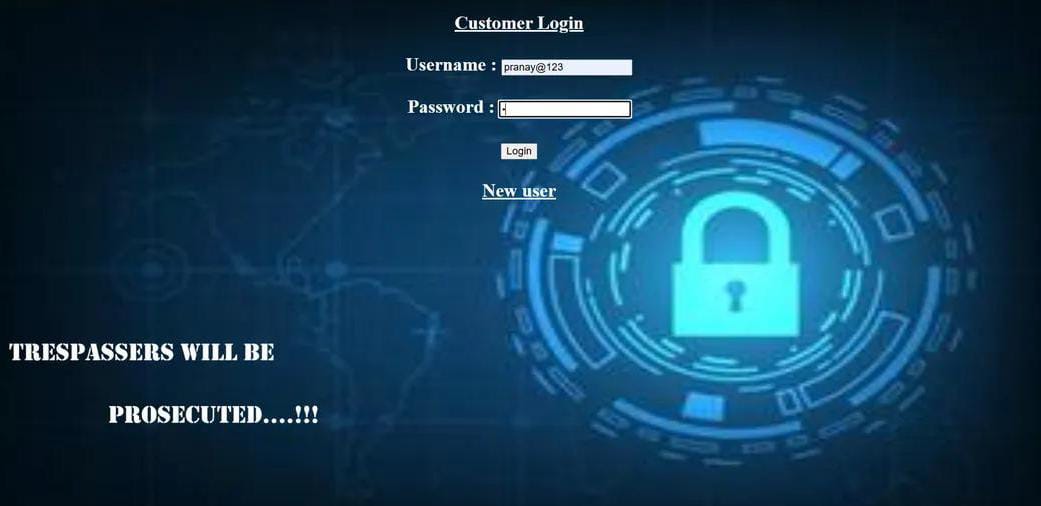 Customer Login
Username : pranay@123
Password :
Login
New user
TRESPASSERS WILL BE
PROSECUTED....!!!